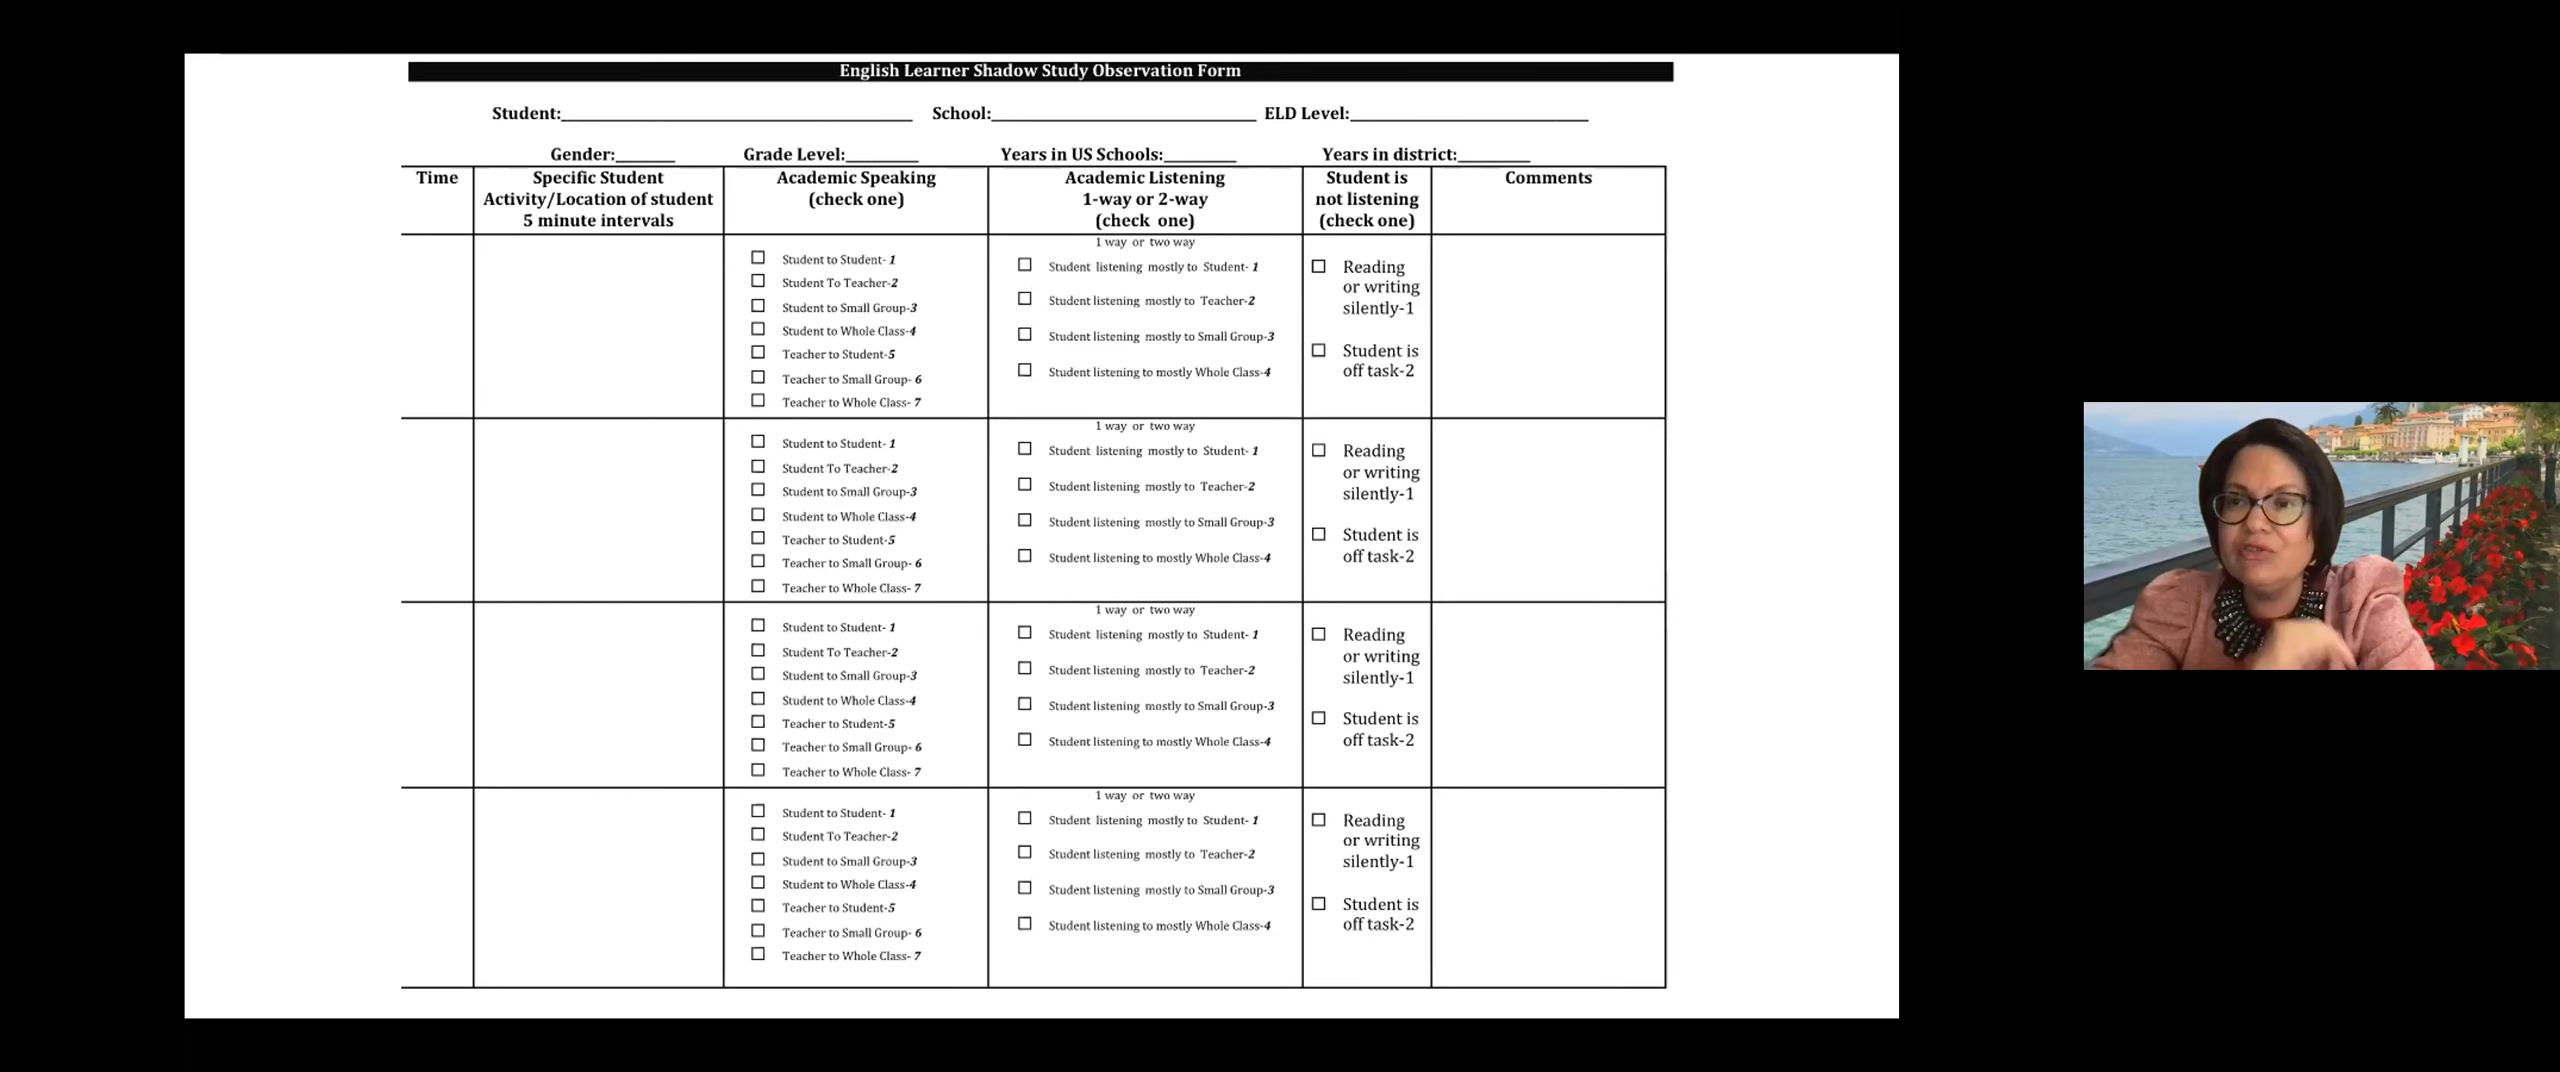 English Learner Shadow Study Observation Form
Student:____________________ School:____________________ ELD Level:____________________
Gender:________ Grade Level:________ Years in US Schools:________ Years in district:________
Time
Specific Student
Activity/Location of student
5 minute intervals
Academic Speaking
(check one)
Academic Listening
1-way or 2-way
(check one)
Student is
not listening
(check one)
Comments
Student to Student- 1
Student To Teacher-2
Student to Small Group-3
Student to Whole Class-4
Teacher to Student-5
Teacher to Small Group- 6
Teacher to Whole Class- 7
1 way or two way
Student listening mostly to Student- 1
Student listening mostly to Teacher-2
Student listening mostly to Small Group-3
Student listening to mostly Whole Class-4
Reading
or writing
silently-1
Student is
off task-2
Student to Student- 1
Student To Teacher-2
Student to Small Group-3
Student to Whole Class-4
Teacher to Student-5
Teacher to Small Group- 6
Teacher to Whole Class- 7
1 way or two way
Student listening mostly to Student- 1
Student listening mostly to Teacher-2
Student listening mostly to Small Group-3
Student listening to mostly Whole Class-4
Reading
or writing
silently-1
Student is
off task-2
Student to Student- 1
Student To Teacher-2
Student to Small Group-3
Student to Whole Class-4
Teacher to Student-5
Teacher to Small Group- 6
Teacher to Whole Class- 7
1 way or two way
Student listening mostly to Student- 1
Student listening mostly to Teacher-2
Student listening mostly to Small Group-3
Student listening to mostly Whole Class-4
Reading
or writing
silently-1
Student is
off task-2
Student to Student- 1
Student To Teacher-2
Student to Small Group-3
Student to Whole Class-4
Teacher to Student-5
Teacher to Small Group- 6
Teacher to Whole Class- 7
1 way or two way
Student listening mostly to Student- 1
Student listening mostly to Teacher-2
Student listening mostly to Small Group-3
Student listening to mostly Whole Class-4
Reading
or writing
silently-1
Student is
off task-2